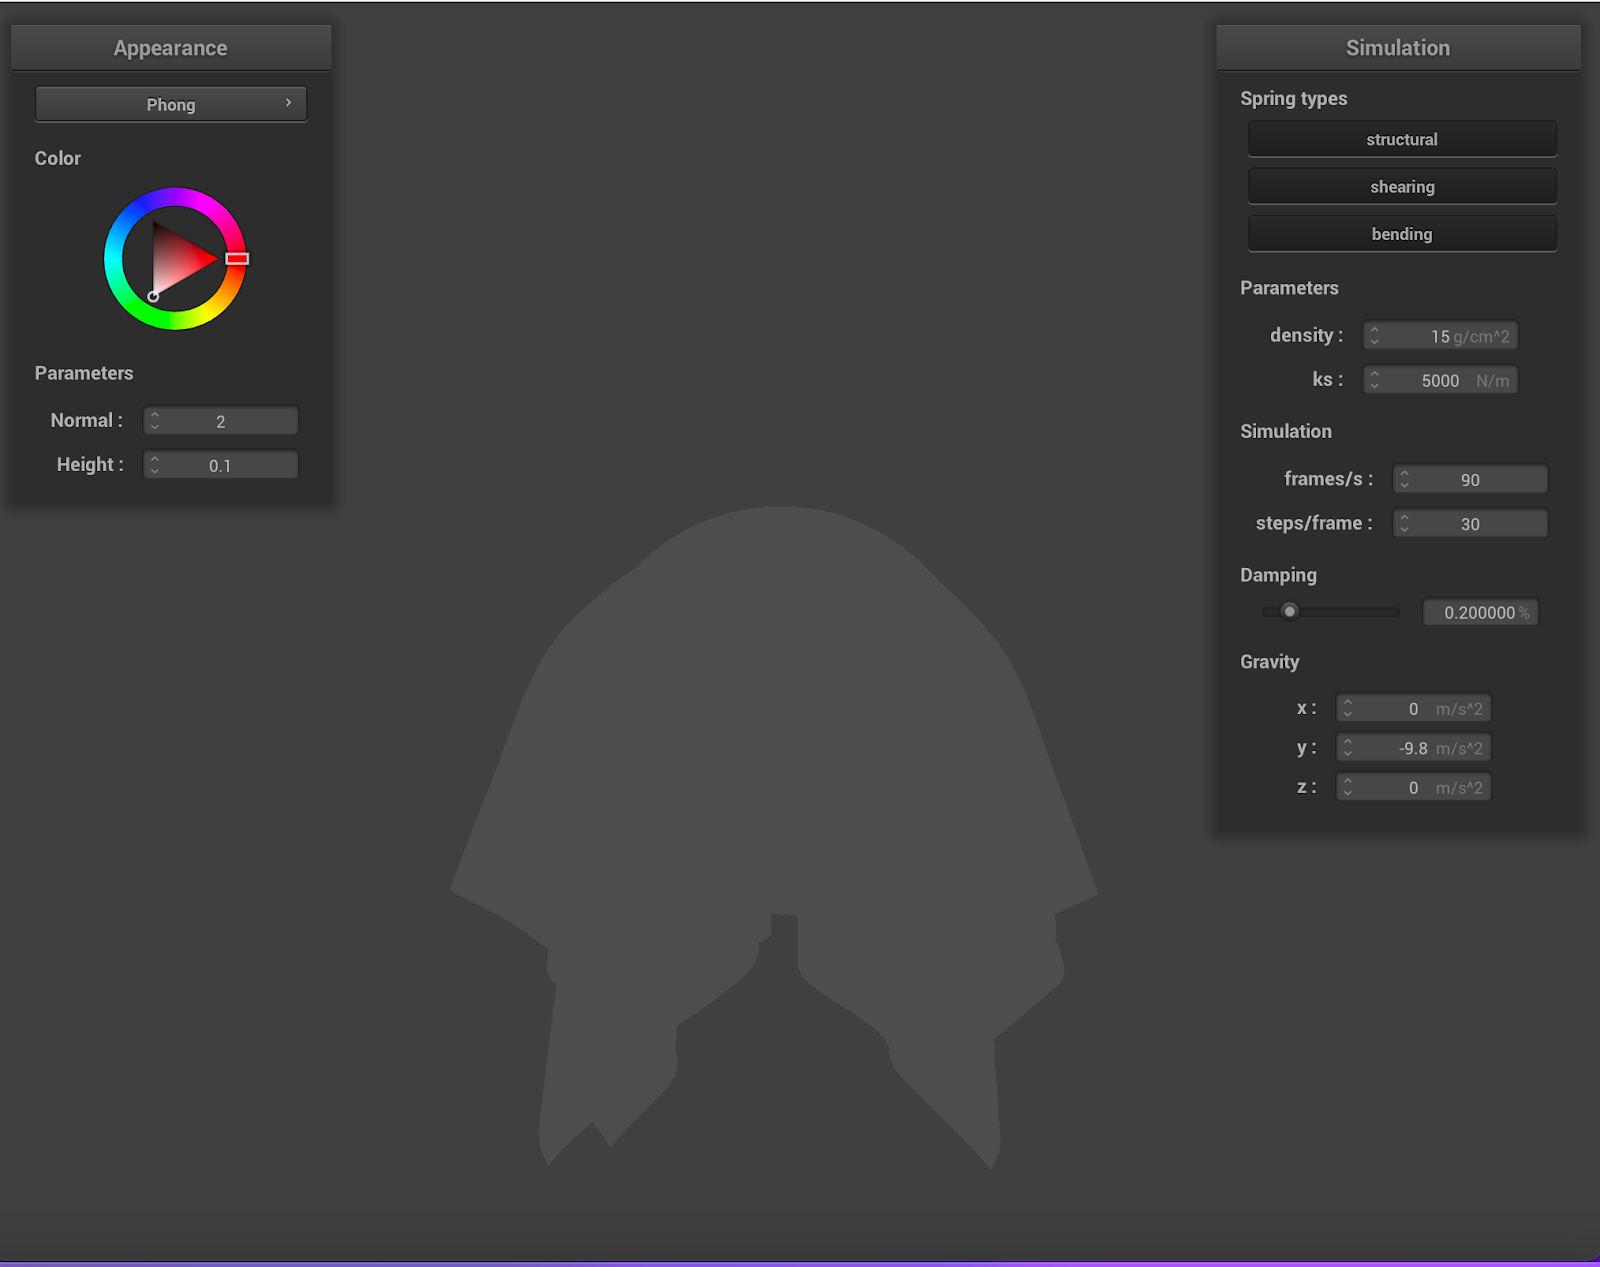 Appearance
Phong
Color
Parameters
Normal : 2
Height : 0.1
Simulation
Spring types
structural
shearing
bending
Parameters
density : 15 g/cm^2
ks : 5000 N/m
Simulation
frames/s : 90
steps/frame : 30
Damping
0.200000 %
Gravity
x : 0 m/s^2
y : -9.8 m/s^2
z : 0 m/s^2